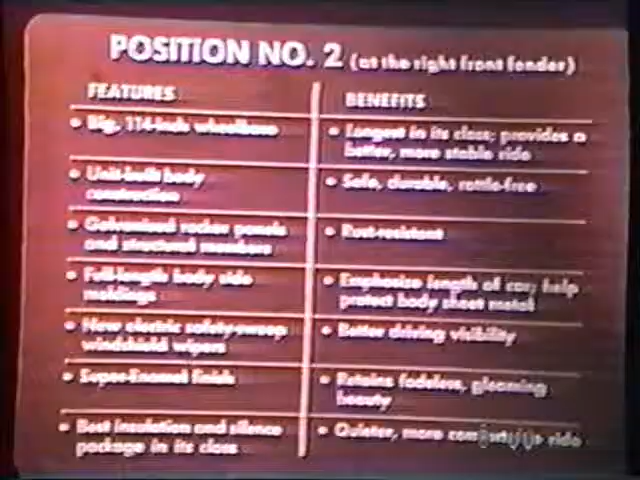 POSITION NO. 2 (at the right front fender)
FEATURES
BENEFITS
• Big, 114-inch wheelbase
• Longest in its class; provides a
better, more stable ride
• Unit-built body
construction
• Safe, durable, rattle-free
• Galvanized rocker panels
and structural members
• Rust-resistant
• Full-length body side
moldings
• Emphasize length of car; help
protect body sheet metal
• New electric safety-sweep
windshield wipers
• Better driving visibility
• Super-Enamel finish
• Retains fadeless, gleaming
beauty
• Best insulation and silence
package in its class
• Quieter, more comfortable ride